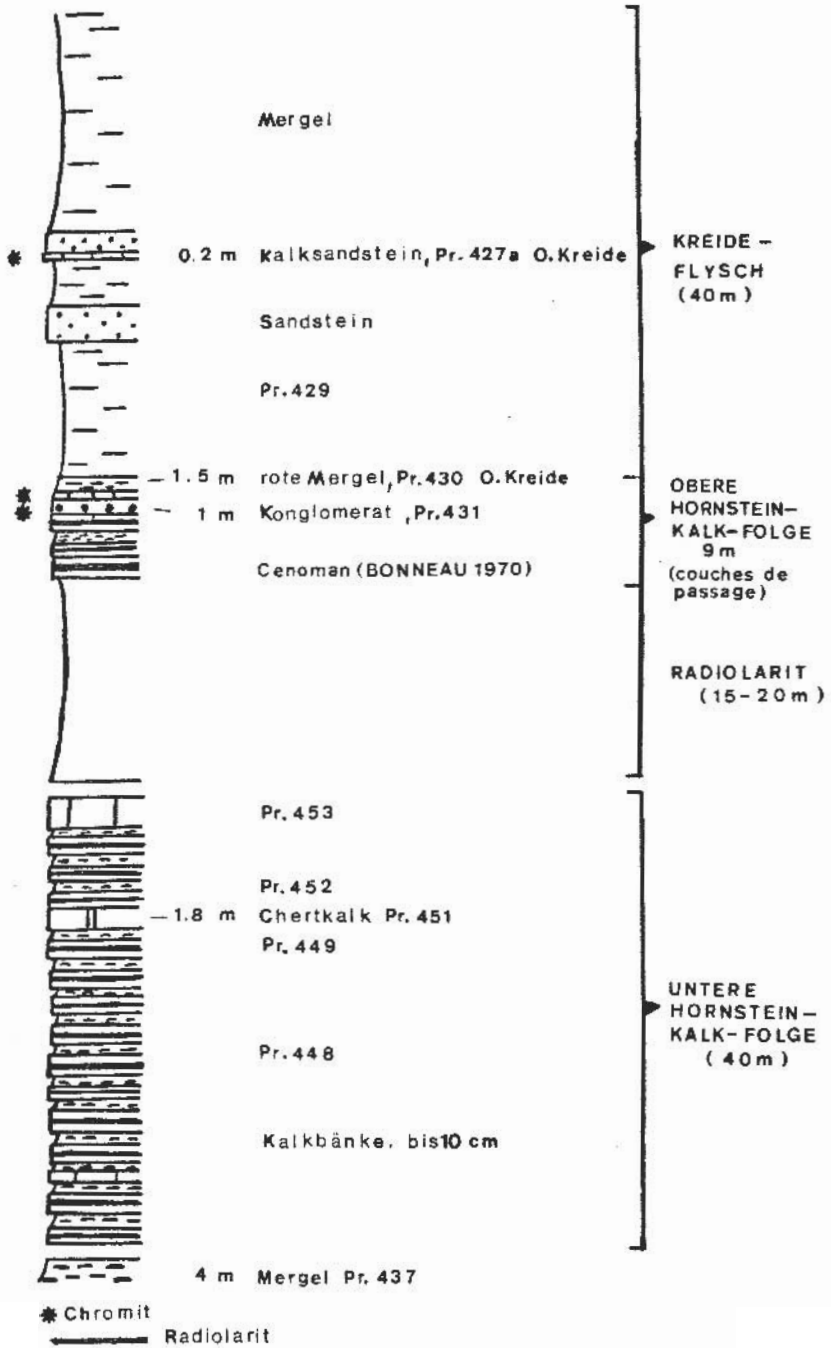 Mergel
0.2 m Kalksandstein, Pr. 427a O. Kreide
KREIDE-
FLYSCH
(40m)
Sandstein
Pr. 429
1.5 m rote Mergel, Pr. 430 O. Kreide
1 m Konglomerat, Pr. 431
Cenoman (BONNEAU 1970)
OBERE
HORNSTEIN-
KALK-FOLGE
9 m
(couches de
passage)
RADIOLARIT
(15-20m)
Pr. 453
Pr. 452
1.8 m Chertkalk Pr. 451
Pr. 449
Pr. 448
Kalkbänke. bis 10 cm
UNTERE
HORNSTEIN-
KALK-FOLGE
(40m)
4 m Mergel Pr. 437
* Chromit
Radiolarit